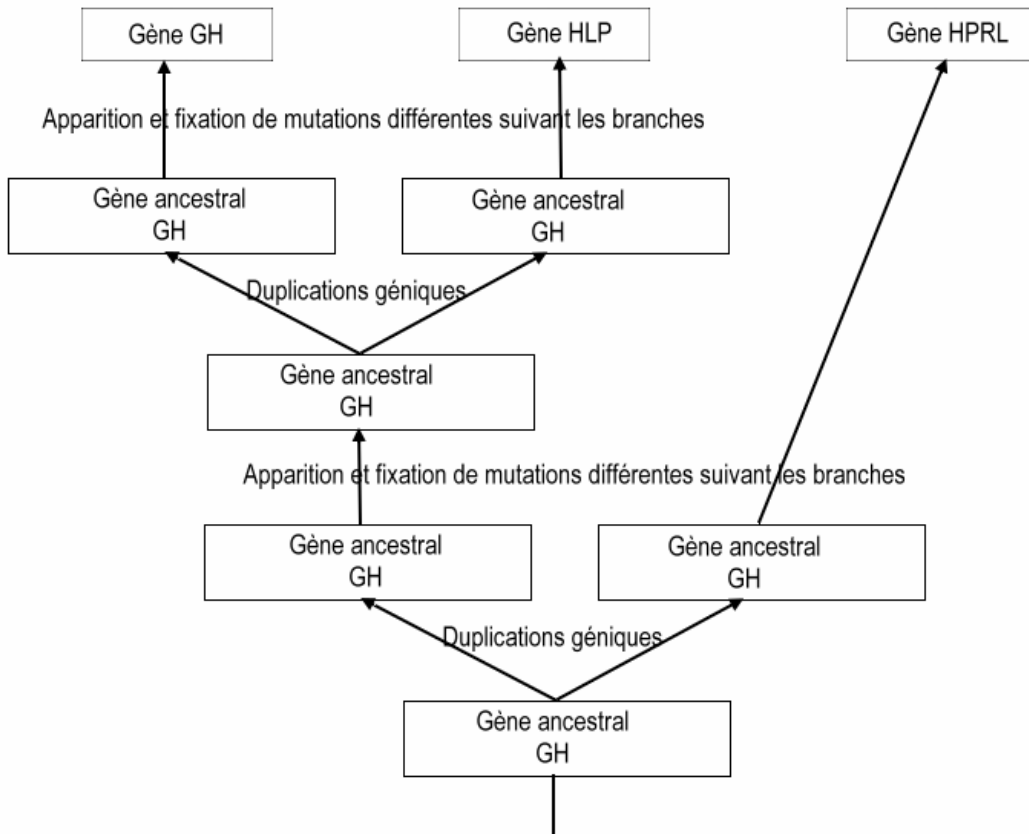 Gène GH
Gène HLP
Gène HPRL
Apparition et fixation de mutations différentes suivant les branches
Gène ancestral
GH
Gène ancestral
GH
Duplications géniques
Gène ancestral
GH
Apparition et fixation de mutations différentes suivant les branches
Gène ancestral
GH
Gène ancestral
GH
Duplications géniques
Gène ancestral
GH